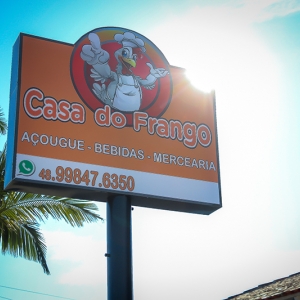 Casa do Frango
AÇOUGUE - BEBIDAS - MERCEARIA
48.99847.6350